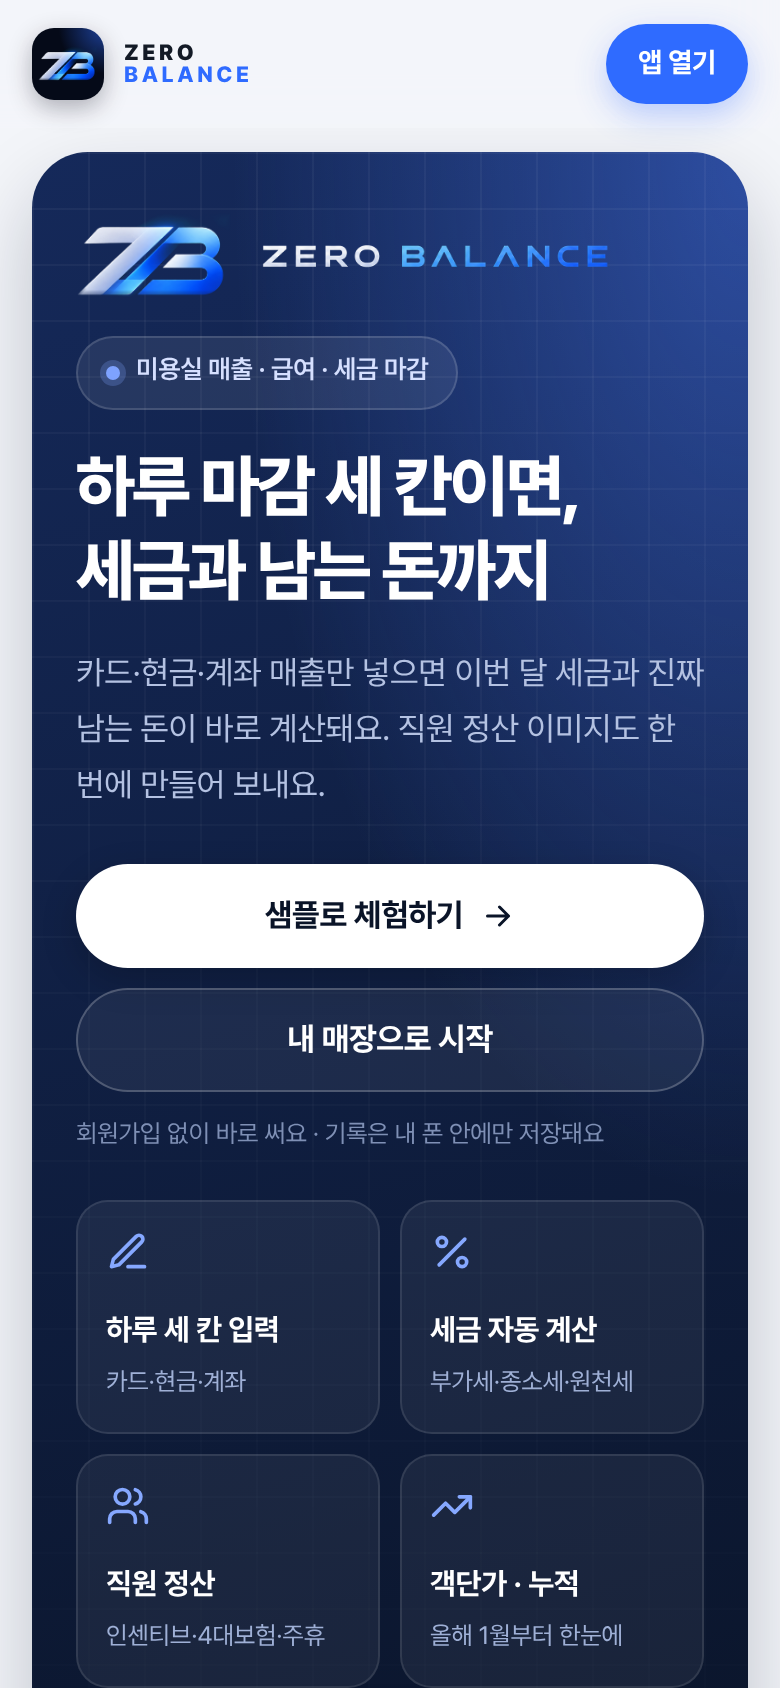 ZB
ZERO
BALANCE
앱 열기
ZB ZERO BALANCE
미용실 매출 · 급여 · 세금 마감
하루 마감 세 칸이면,
세금과 남는 돈까지
카드·현금·계좌 매출만 넣으면 이번 달 세금과 진짜
남는 돈이 바로 계산돼요. 직원 정산 이미지도 한
번에 만들어 보내요.
샘플로 체험하기 →
내 매장으로 시작
회원가입 없이 바로 써요 · 기록은 내 폰 안에만 저장돼요
하루 세 칸 입력
카드·현금·계좌
세금 자동 계산
부가세·종소세·원천세
직원 정산
인센티브·4대보험·주휴
객단가 · 누적
올해 1월부터 한눈에